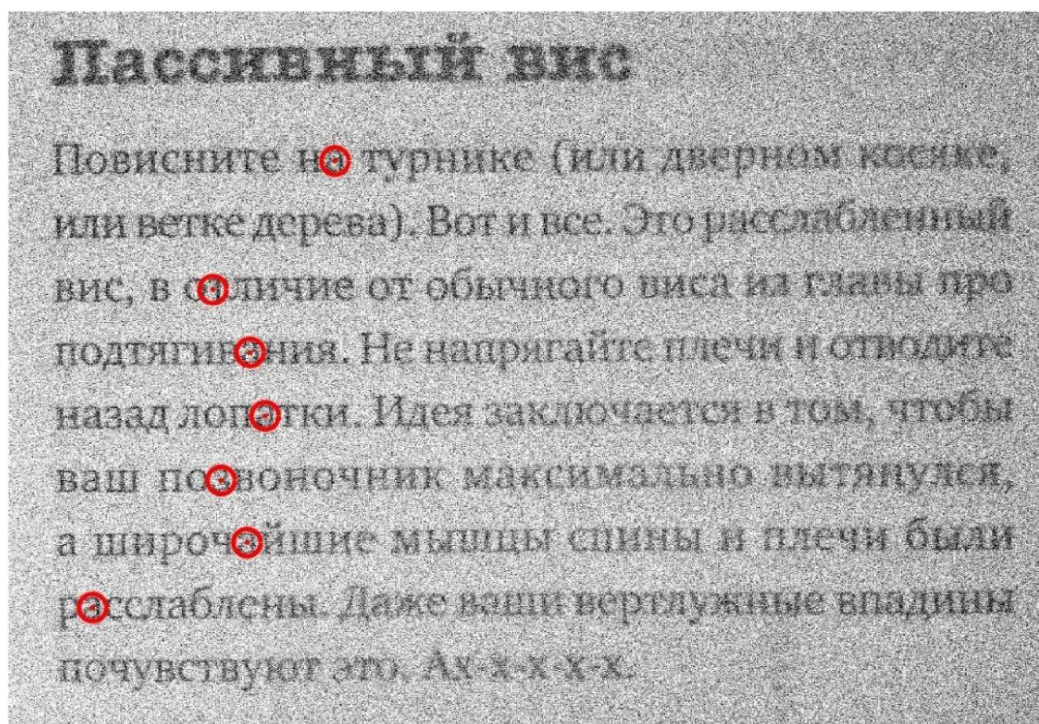 Пассивный вис
Повисните на турнике (или дверном косяке,
или ветке дерева). Вот и все. Это расслабленный
вис, в отличие от обычного виса из главы про
подтягивания. Не напрягайте плечи и отводите
назад лопатки. Идея заключается в том, чтобы
ваш позвоночник максимально вытянулся,
а широчайшие мышцы спины и плечи были
расслаблены. Даже ваши вертлужные впадины
почувствуют это. Ах-х-х-х-х.